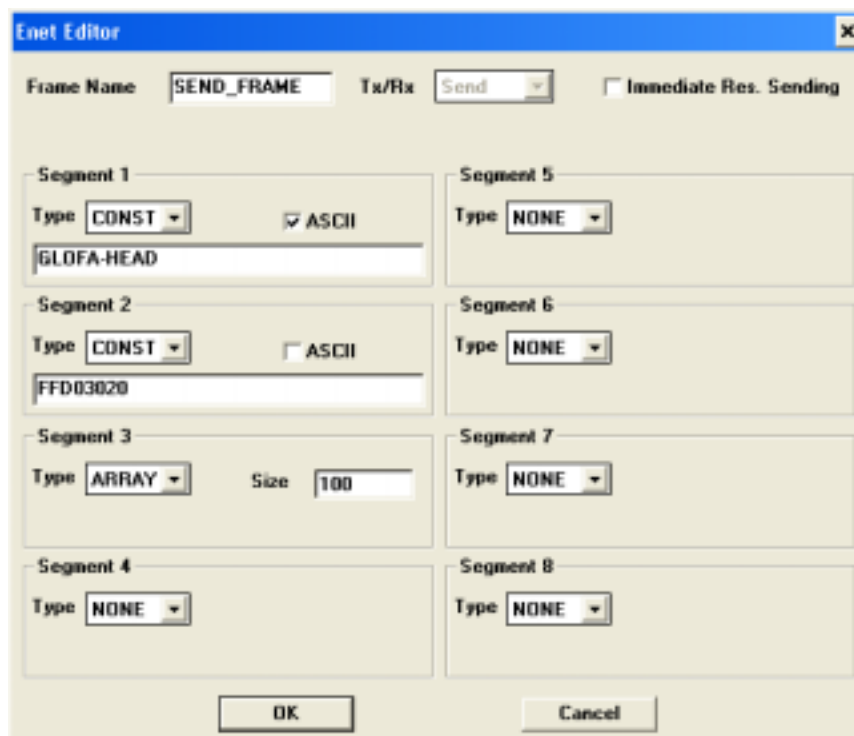 Enet Editor
Frame Name SEND_FRAME Tx/Rx Send Immediate Res. Sending
Segment 1
Type CONST ASCII
GLOFA-HEAD
Segment 2
Type CONST ASCII
FFD03020
Segment 3
Type ARRAY Size 100
Segment 4
Type NONE
Segment 5
Type NONE
Segment 6
Type NONE
Segment 7
Type NONE
Segment 8
Type NONE
OK Cancel